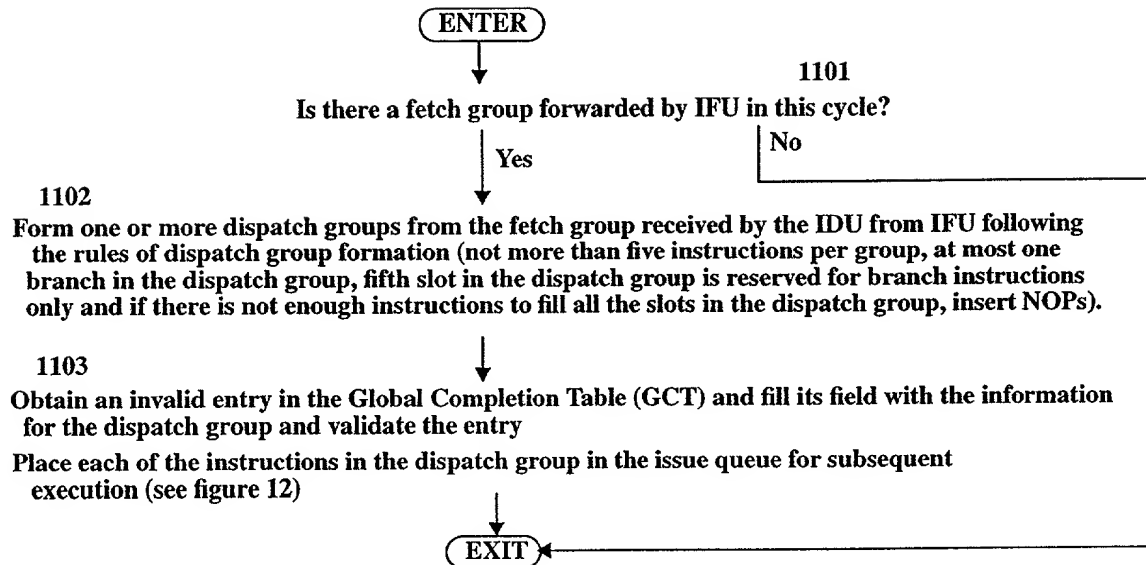 ENTER
1101
Is there a fetch group forwarded by IFU in this cycle?
No
Yes
1102
Form one or more dispatch groups from the fetch group received by the IDU from IFU following
the rules of dispatch group formation (not more than five instructions per group, at most one
branch in the dispatch group, fifth slot in the dispatch group is reserved for branch instructions
only and if there is not enough instructions to fill all the slots in the dispatch group, insert NOPs).
1103
Obtain an invalid entry in the Global Completion Table (GCT) and fill its field with the information
for the dispatch group and validate the entry
Place each of the instructions in the dispatch group in the issue queue for subsequent
execution (see figure 12)
EXIT